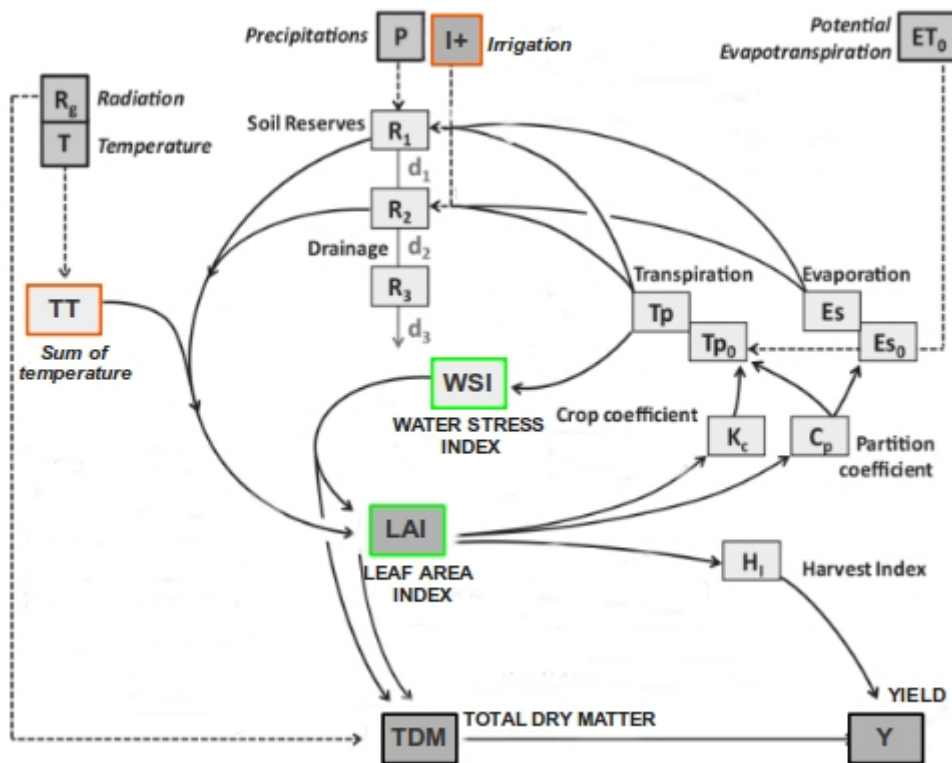 Precipitations
P
I+
Irrigation
Potential
Evapotranspiration
ET0
Rg
Radiation
T
Temperature
Soil Reserves
R1
d1
R2
Drainage
d2
R3
d3
TT
Sum of
temperature
Transpiration
Tp
Tp0
Evaporation
Es
Es0
WSI
WATER STRESS
INDEX
Crop coefficient
Kc
Cp
Partition
coefficient
LAI
LEAF AREA
INDEX
HI
Harvest Index
YIELD
TDM
TOTAL DRY MATTER
Y